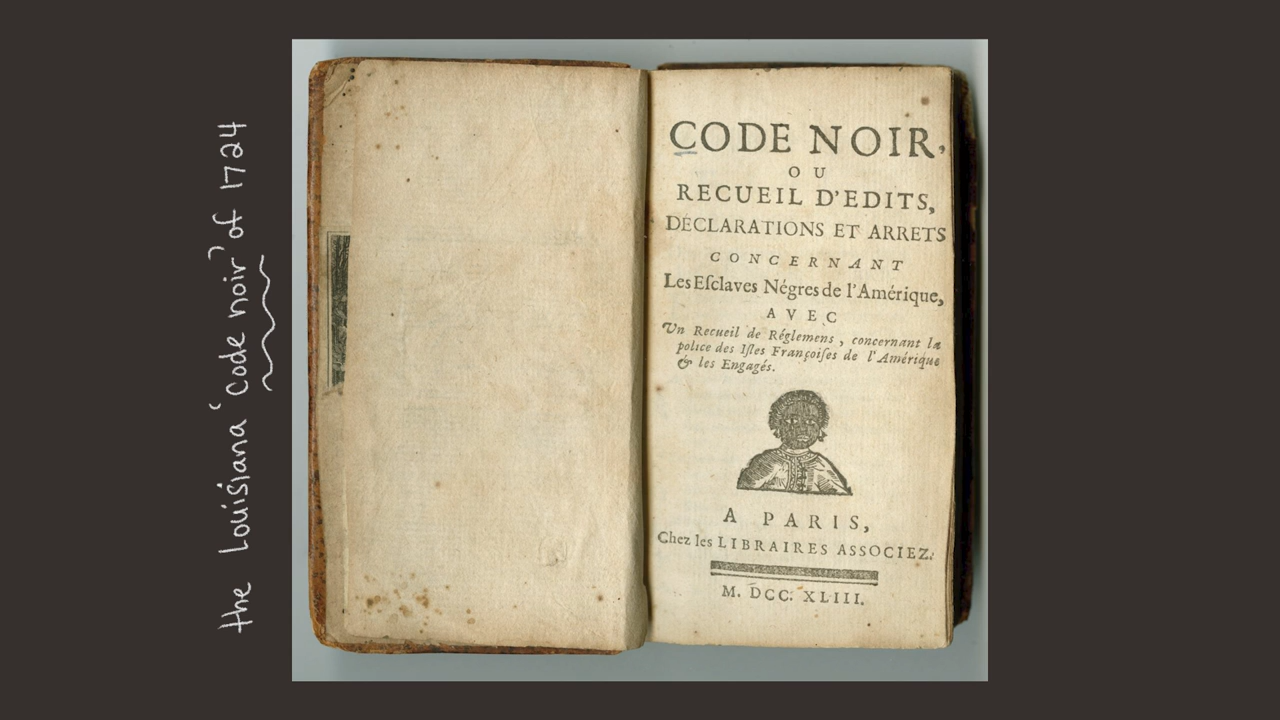 the Louisiana "Code noir" of 1724
CODE NOIR,
OU
RECUEIL D'EDITS,
DÉCLARATIONS ET ARRETS
CONCERNANT
Les Eſclaves Négres de l'Amérique,
AVEC
Un Recueil de Réglemens, concernant la
police des Iſles Françoiſes de l'Amérique
& les Engagés.
A PARIS,
Chez les LIBRAIRES ASSOCIEZ.
M. DCC. XLIII.